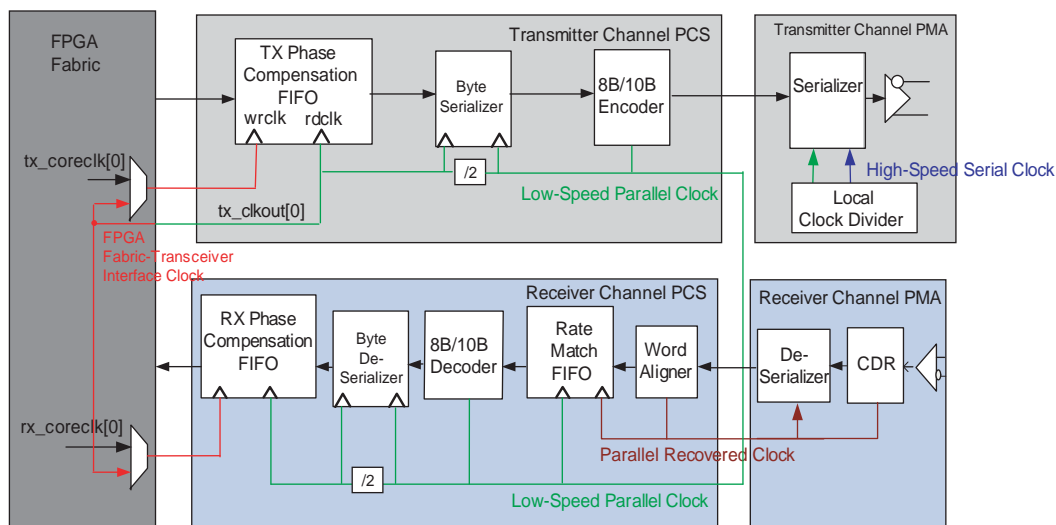 FPGA
Fabric
Transmitter Channel PCS
Transmitter Channel PMA
TX Phase
Compensation
FIFO
wrclk rdclk
Byte
Serializer
8B/10B
Encoder
Serializer
tx_coreclk[0]
/2
High-Speed Serial Clock
Low-Speed Parallel Clock
Local
Clock Divider
tx_clkout[0]
FPGA
Fabric-Transceiver
Interface Clock
Receiver Channel PCS
Receiver Channel PMA
RX Phase
Compensation
FIFO
Byte
De-
Serializer
8B/10B
Decoder
Rate
Match
FIFO
Word
Aligner
De-
Serializer
CDR
rx_coreclk[0]
Parallel Recovered Clock
/2
Low-Speed Parallel Clock